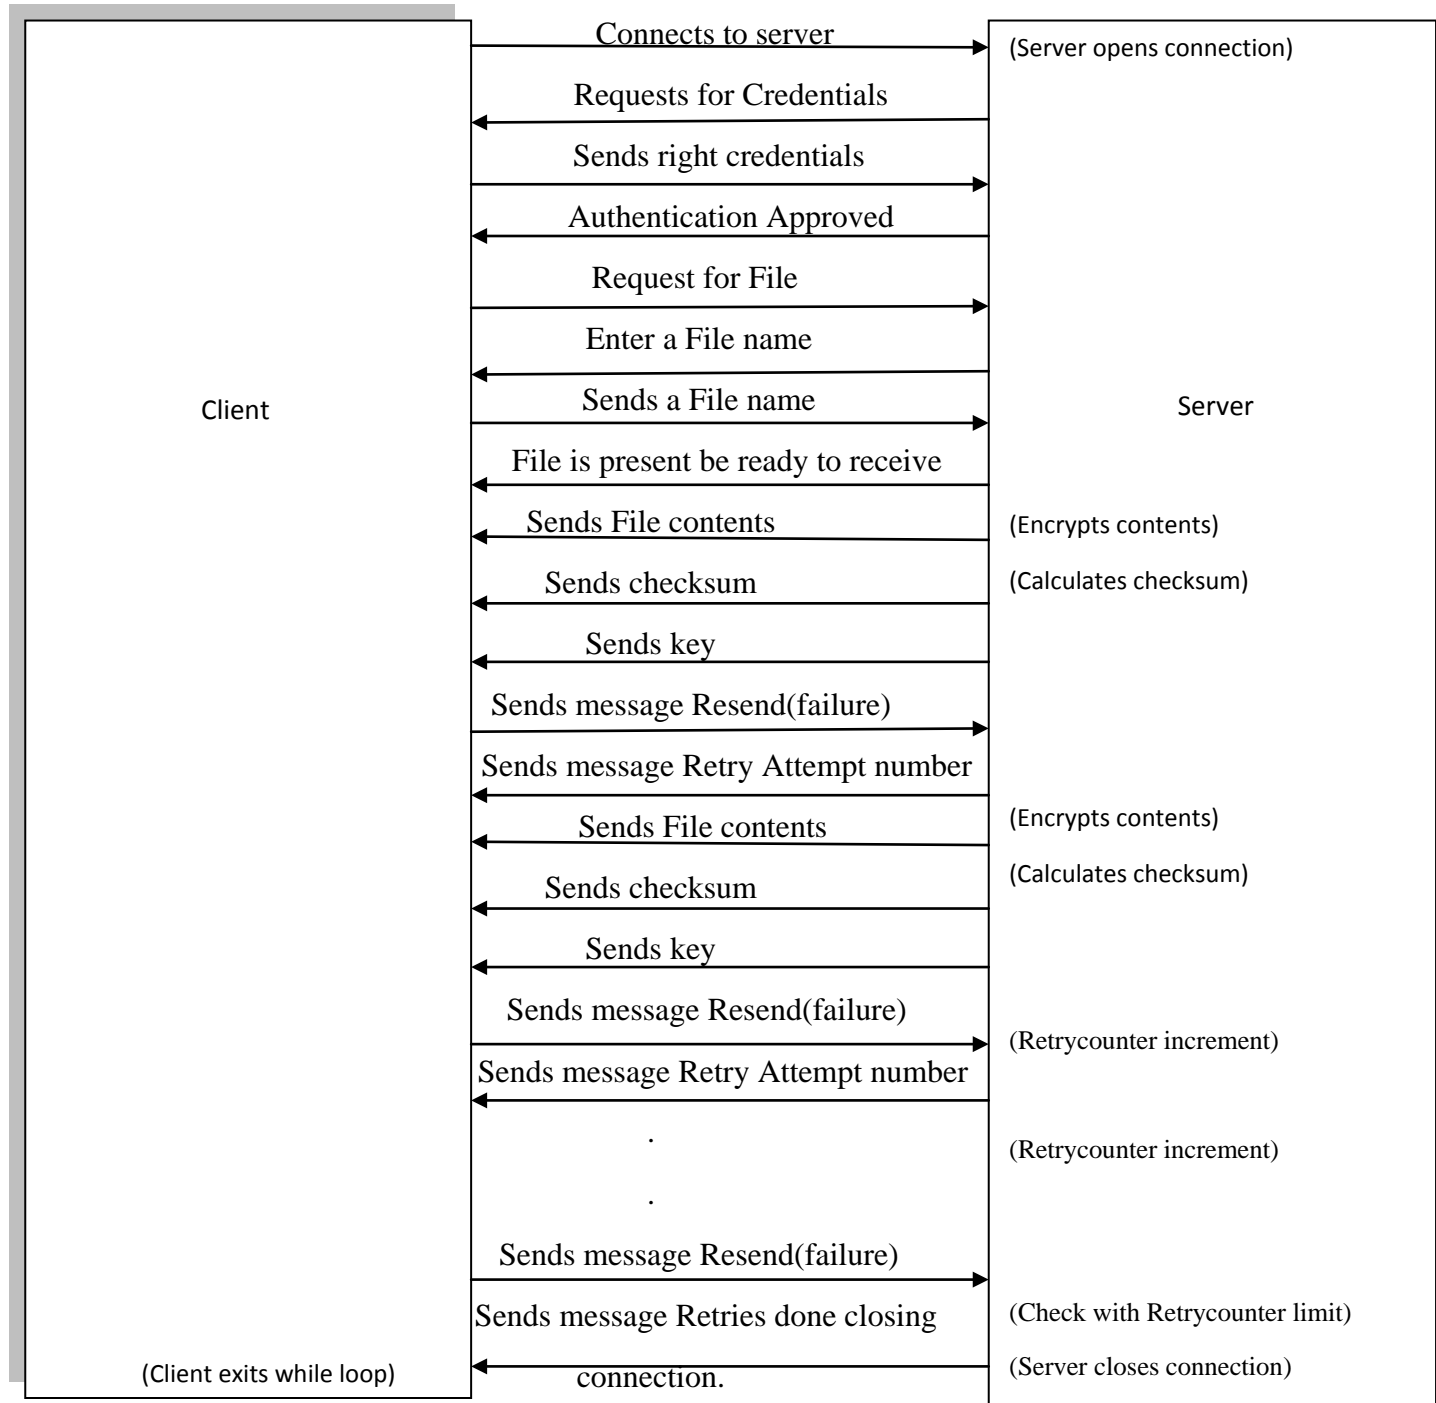 Connects to server
(Server opens connection)
Requests for Credentials
Sends right credentials
Authentication Approved
Request for File
Enter a File name
Client
Sends a File name
Server
File is present be ready to receive
Sends File contents
(Encrypts contents)
Sends checksum
(Calculates checksum)
Sends key
Sends message Resend(failure)
Sends message Retry Attempt number
Sends File contents
(Encrypts contents)
Sends checksum
(Calculates checksum)
Sends key
Sends message Resend(failure)
(Retrycounter increment)
Sends message Retry Attempt number
.
(Retrycounter increment)
.
Sends message Resend(failure)
Sends message Retries done closing
(Check with Retrycounter limit)
(Client exits while loop)
connection.
(Server closes connection)